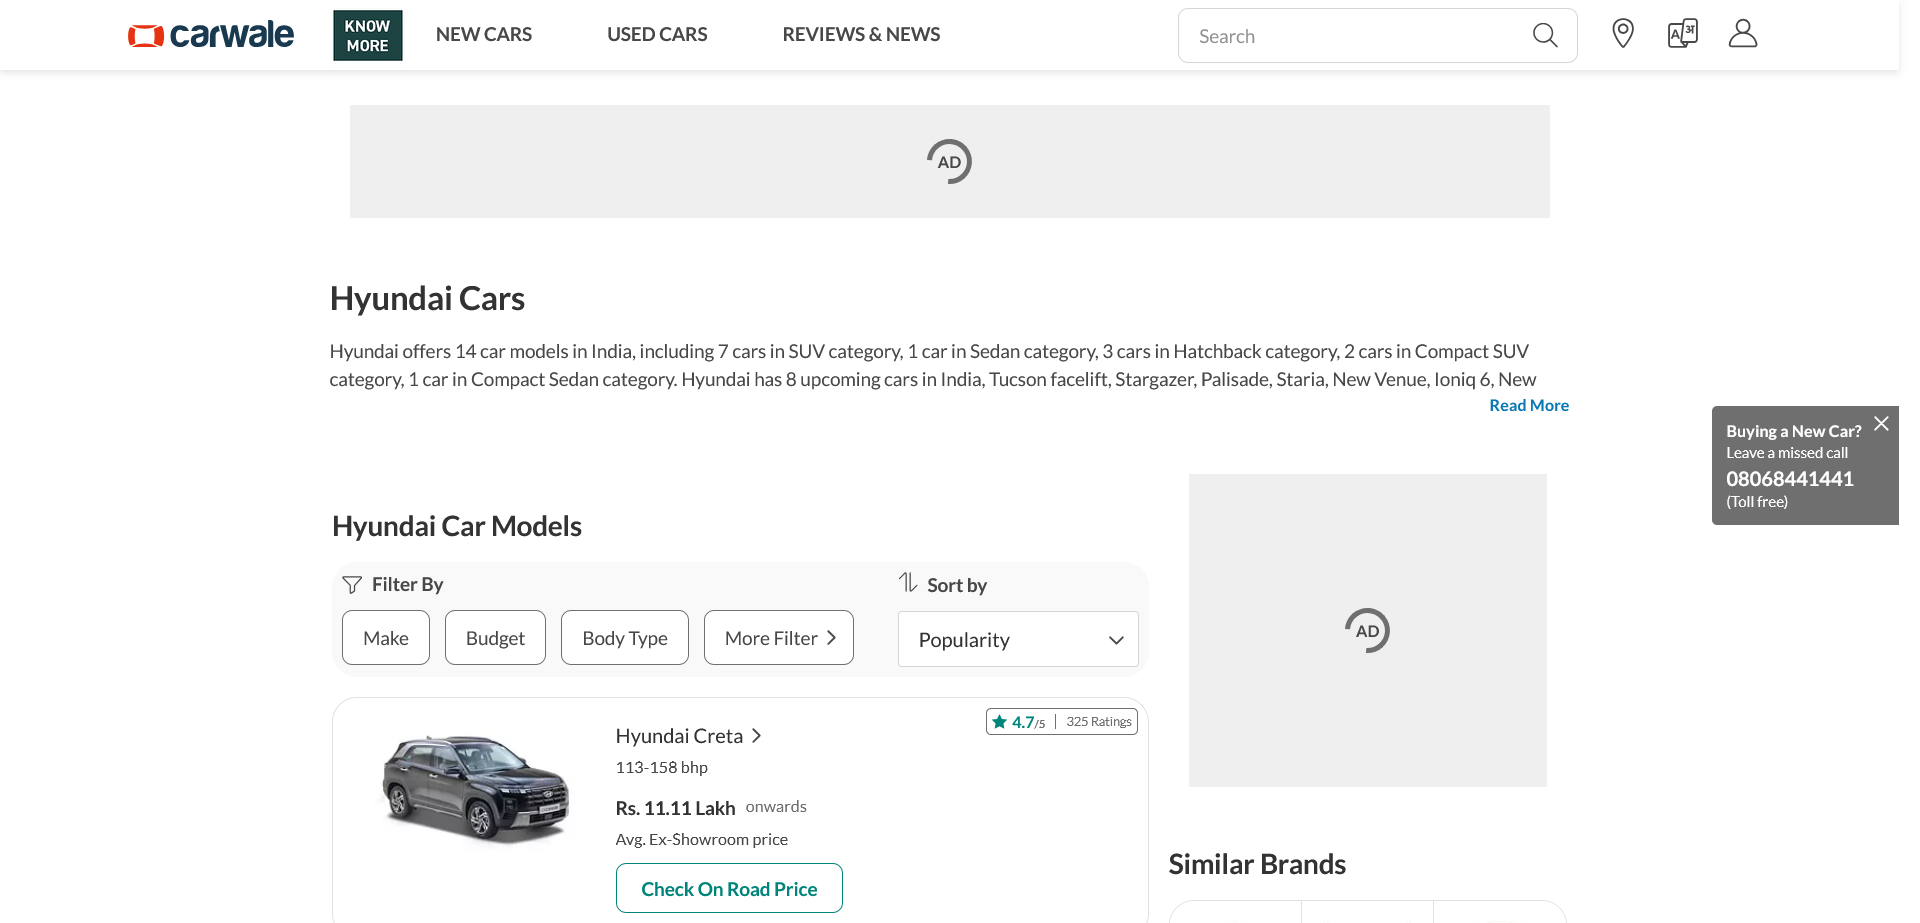 carwale
KNOW
MORE
NEW CARS
USED CARS
REVIEWS & NEWS
Search
A अ
AD
Hyundai Cars
Hyundai offers 14 car models in India, including 7 cars in SUV category, 1 car in Sedan category, 3 cars in Hatchback category, 2 cars in Compact SUV
category, 1 car in Compact Sedan category. Hyundai has 8 upcoming cars in India, Tucson facelift, Stargazer, Palisade, Staria, New Venue, Ioniq 6, New
Read More
Buying a New Car?
Leave a missed call
08068441441
(Toll free)
Hyundai Car Models
Filter By
Sort by
Make
Budget
Body Type
More Filter
Popularity
AD
4.7/5 | 325 Ratings
Hyundai Creta
113-158 bhp
Rs. 11.11 Lakh onwards
Avg. Ex-Showroom price
Check On Road Price
Similar Brands